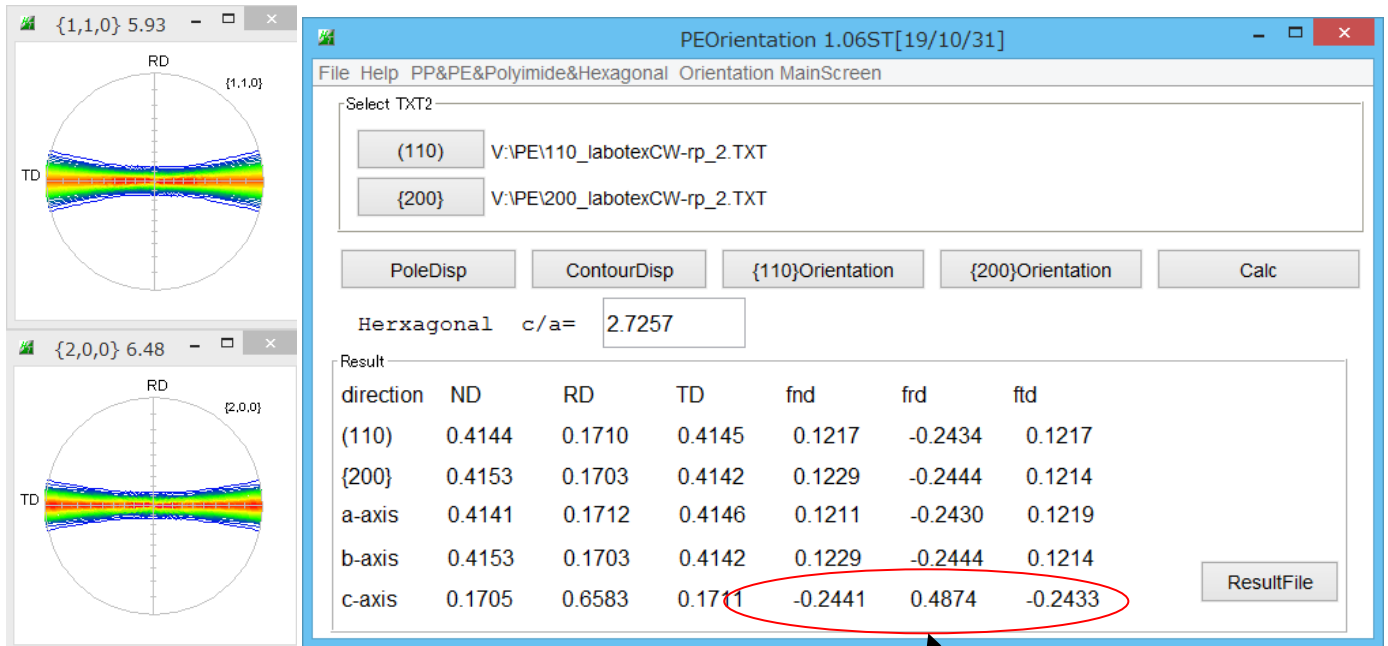 {1,1,0} 5.93
RD
{1,1,0}
TD
{2,0,0} 6.48
RD
{2,0,0}
TD
PEOrientation 1.06ST[19/10/31]
File Help PP&PE&Polyimide&Hexagonal Orientation MainScreen
Select TXT2
(110) V:\PE\110_labotexCW-rp_2.TXT
{200} V:\PE\200_labotexCW-rp_2.TXT
PoleDisp ContourDisp {110}Orientation {200}Orientation Calc
Herxagonal c/a= 2.7257
Result
direction ND RD TD fnd frd ftd
(110) 0.4144 0.1710 0.4145 0.1217 -0.2434 0.1217
{200} 0.4153 0.1703 0.4142 0.1229 -0.2444 0.1214
a-axis 0.4141 0.1712 0.4146 0.1211 -0.2430 0.1219
b-axis 0.4153 0.1703 0.4142 0.1229 -0.2444 0.1214
c-axis 0.1705 0.6583 0.1711 -0.2441 0.4874 -0.2433
ResultFile